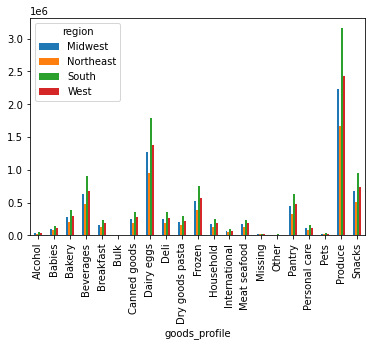 1e6
region
Midwest
Northeast
South
West
3.0
2.5
2.0
1.5
1.0
0.5
0.0
Alcohol
Babies
Bakery
Beverages
Breakfast
Bulk
Canned goods
Dairy eggs
Deli
Dry goods pasta
Frozen
Household
International
Meat seafood
Missing
Other
Pantry
Personal care
Pets
Produce
Snacks
goods_profile